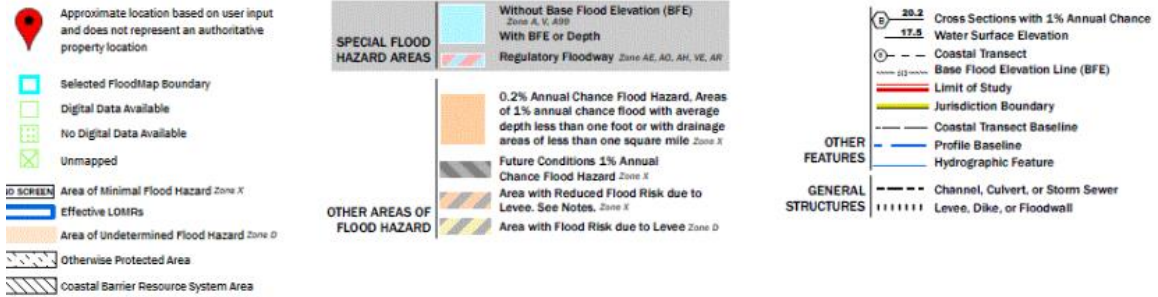 Approximate location based on user input
and does not represent an authoritative
property location
Selected FloodMap Boundary
Digital Data Available
No Digital Data Available
Unmapped
NO SCREEN Area of Minimal Flood Hazard Zone X
Effective LOMRs
Area of Undetermined Flood Hazard Zone D
Otherwise Protected Area
Coastal Barrier Resource System Area
SPECIAL FLOOD
HAZARD AREAS
Without Base Flood Elevation (BFE)
Zone A, V, A99
With BFE or Depth
Regulatory Floodway Zone AE, AO, AH, VE, AR
OTHER AREAS OF
FLOOD HAZARD
0.2% Annual Chance Flood Hazard, Areas
of 1% annual chance flood with average
depth less than one foot or with drainage
areas of less than one square mile Zone X
Future Conditions 1% Annual
Chance Flood Hazard Zone X
Area with Reduced Flood Risk due to
Levee. See Notes. Zone X
Area with Flood Risk due to Levee Zone D
OTHER
FEATURES
B 20.2 Cross Sections with 1% Annual Chance
17.5 Water Surface Elevation
8 Coastal Transect
513 Base Flood Elevation Line (BFE)
Limit of Study
Jurisdiction Boundary
Coastal Transect Baseline
Profile Baseline
Hydrographic Feature
GENERAL
STRUCTURES
Channel, Culvert, or Storm Sewer
Levee, Dike, or Floodwall